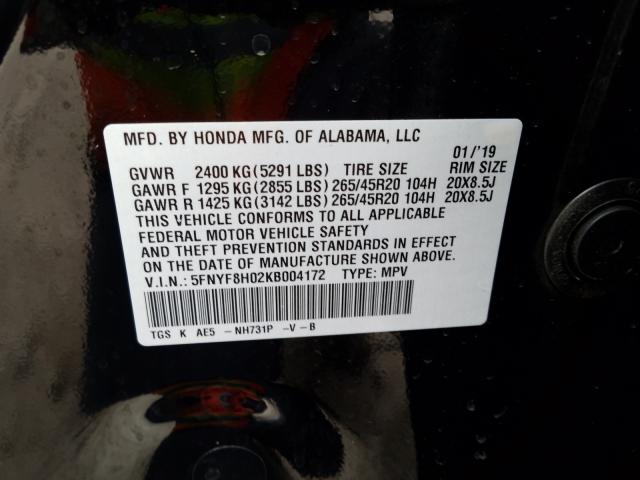 MFD. BY HONDA MFG. OF ALABAMA, LLC
01/'19
GVWR 2400 KG(5291 LBS) TIRE SIZE RIM SIZE
GAWR F 1295 KG(2855 LBS) 265/45R20 104H 20X8.5J
GAWR R 1425 KG(3142 LBS) 265/45R20 104H 20X8.5J
THIS VEHICLE CONFORMS TO ALL APPLICABLE
FEDERAL MOTOR VEHICLE SAFETY
AND THEFT PREVENTION STANDARDS IN EFFECT
ON THE DATE OF MANUFACTURE SHOWN ABOVE.
V.I.N.: 5FNYF8H02KB004172 TYPE: MPV
TGS K AE5 -NH731P -V-B